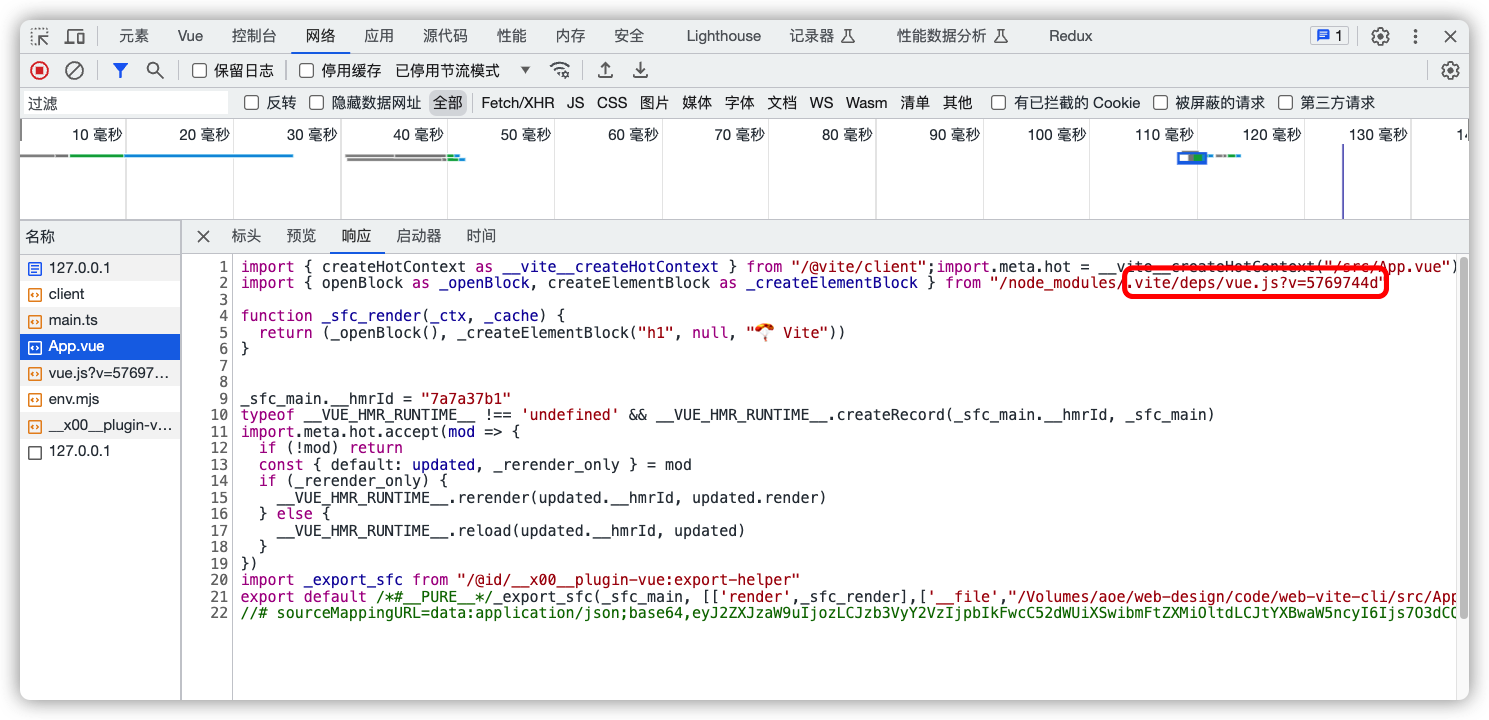 元素 Vue 控制台 网络 应用 源代码 性能 内存 安全 Lighthouse 记录器 性能数据分析 Redux 1
保留日志 停用缓存 已停用节流模式
过滤 反转 隐藏数据网址 全部 Fetch/XHR JS CSS 图片 媒体 字体 文档 WS Wasm 清单 其他 有已拦截的 Cookie 被屏蔽的请求 第三方请求
10 毫秒 20 毫秒 30 毫秒 40 毫秒 50 毫秒 60 毫秒 70 毫秒 80 毫秒 90 毫秒 100 毫秒 110 毫秒 120 毫秒 130 毫秒
名称
127.0.0.1
client
main.ts
App.vue
vue.js?v=57697...
env.mjs
__x00__plugin-v...
127.0.0.1
标头 预览 响应 启动器 时间
1 import { createHotContext as __vite__createHotContext } from "/@vite/client";import.meta.hot = __vite__createHotContext("/src/App.vue")
2 import { openBlock as _openBlock, createElementBlock as _createElementBlock } from "/node_modules/.vite/deps/vue.js?v=5769744d"
3
4 function _sfc_render(_ctx, _cache) {
5   return (_openBlock(), _createElementBlock("h1", null, "🪂 Vite"))
6 }
7
8
9 _sfc_main.__hmrId = "7a7a37b1"
10 typeof __VUE_HMR_RUNTIME__ !== 'undefined' && __VUE_HMR_RUNTIME__.createRecord(_sfc_main.__hmrId, _sfc_main)
11 import.meta.hot.accept(mod => {
12   if (!mod) return
13   const { default: updated, _rerender_only } = mod
14   if (_rerender_only) {
15     __VUE_HMR_RUNTIME__.rerender(updated.__hmrId, updated.render)
16   } else {
17     __VUE_HMR_RUNTIME__.reload(updated.__hmrId, updated)
18   }
19 })
20 import _export_sfc from "/@id/__x00__plugin-vue:export-helper"
21 export default /*#__PURE__*/_export_sfc(_sfc_main, [['render',_sfc_render],['__file',"/Volumes/aoe/web-design/code/web-vite-cli/src/App
22 //# sourceMappingURL=data:application/json;base64,eyJ2ZXJzaW9uIjozLCJzb3VyY2VzIjpbIkFwcC52dWUiXSwibmFtZXMiOltdLCJtYXBwaW5ncyI6Ijs7O3dCQ